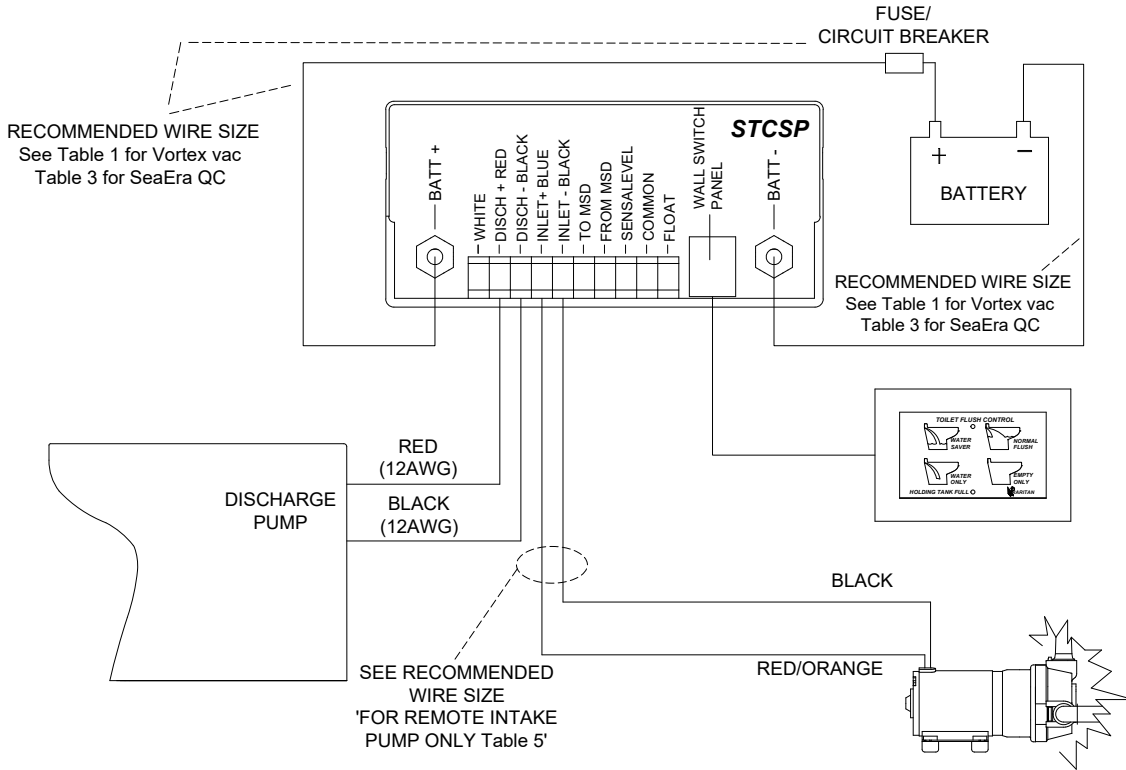 FUSE/
CIRCUIT BREAKER
RECOMMENDED WIRE SIZE
See Table 1 for Vortex vac
Table 3 for SeaEra QC
STCSP
BATT +
WHITE
DISCH + RED
DISCH - BLACK
INLET+ BLUE
INLET - BLACK
TO MSD
FROM MSD
SENSALEVEL
COMMON
FLOAT
WALL SWITCH
PANEL
BATT -
+
−
BATTERY
RECOMMENDED WIRE SIZE
See Table 1 for Vortex vac
Table 3 for SeaEra QC
TOILET FLUSH CONTROL
WATER
SAVER
NORMAL
FLUSH
WATER
ONLY
EMPTY
ONLY
HOLDING TANK FULL
RARITAN
RED
(12AWG)
DISCHARGE
PUMP
BLACK
(12AWG)
BLACK
RED/ORANGE
SEE RECOMMENDED
WIRE SIZE
'FOR REMOTE INTAKE
PUMP ONLY Table 5'